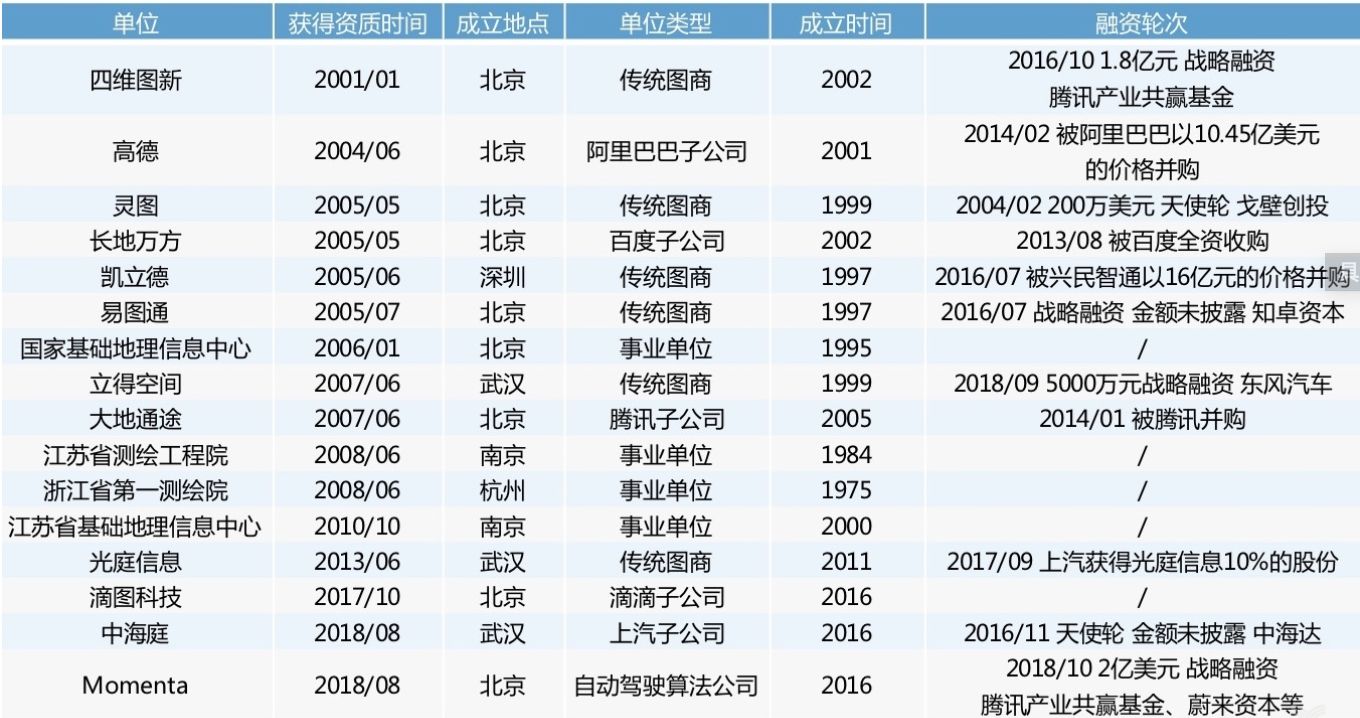 单位 获得资质时间 成立地点 单位类型 成立时间 融资轮次
四维图新 2001/01 北京 传统图商 2002 2016/10 1.8亿元 战略融资
腾讯产业共赢基金
高德 2004/06 北京 阿里巴巴子公司 2001 2014/02 被阿里巴巴以10.45亿美元
的价格并购
灵图 2005/05 北京 传统图商 1999 2004/02 200万美元 天使轮 戈壁创投
长地万方 2005/05 北京 百度子公司 2002 2013/08 被百度全资收购
凯立德 2005/06 深圳 传统图商 1997 2016/07 被兴民智通以16亿元的价格并购
易图通 2005/07 北京 传统图商 1997 2016/07 战略融资 金额未披露 知卓资本
国家基础地理信息中心 2006/01 北京 事业单位 1995 /
立得空间 2007/06 武汉 传统图商 1999 2018/09 5000万元战略融资 东风汽车
大地通途 2007/06 北京 腾讯子公司 2005 2014/01 被腾讯并购
江苏省测绘工程院 2008/06 南京 事业单位 1984 /
浙江省第一测绘院 2008/06 杭州 事业单位 1975 /
江苏省基础地理信息中心 2010/10 南京 事业单位 2000 /
光庭信息 2013/06 武汉 传统图商 2011 2017/09 上汽获得光庭信息10%的股份
滴图科技 2017/10 北京 滴滴子公司 2016 /
中海庭 2018/08 武汉 上汽子公司 2016 2016/11 天使轮 金额未披露 中海达
Momenta 2018/08 北京 自动驾驶算法公司 2016 2018/10 2亿美元 战略融资
腾讯产业共赢基金、蔚来资本等